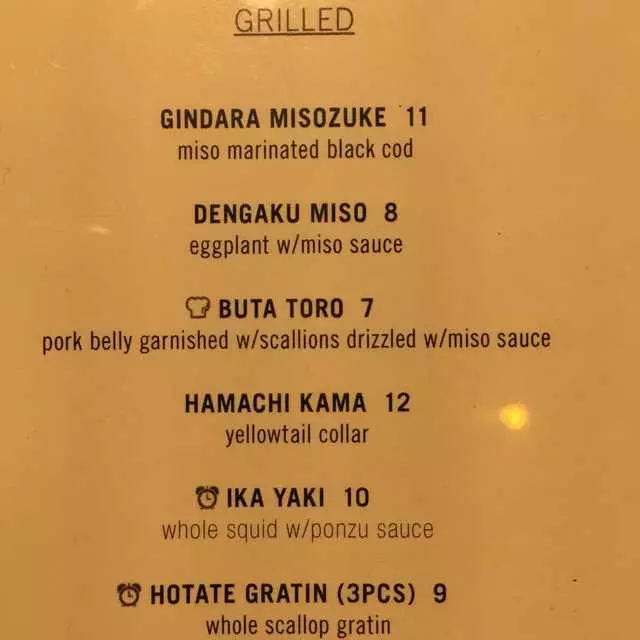 GRILLED
GINDARA MISOZUKE 11
miso marinated black cod
DENGAKU MISO 8
eggplant w/miso sauce
BUTA TORO 7
pork belly garnished w/scallions drizzled w/miso sauce
HAMACHI KAMA 12
yellowtail collar
IKA YAKI 10
whole squid w/ponzu sauce
HOTATE GRATIN (3PCS) 9
whole scallop gratin